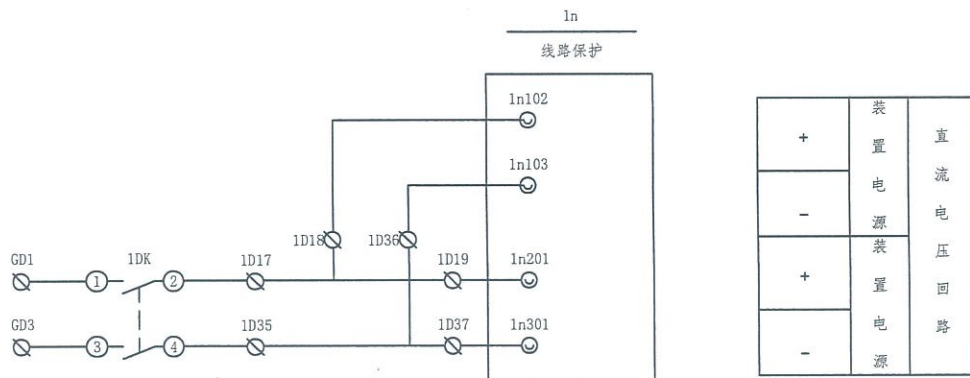 1n
线路保护
1n102
1n103
1D18
1D36
GD1
1DK
1D17
1D19
1n201
1
2
GD3
1D35
1D37
1n301
3
4
+
-
+
-
装置电源
装置电源
直流电压回路